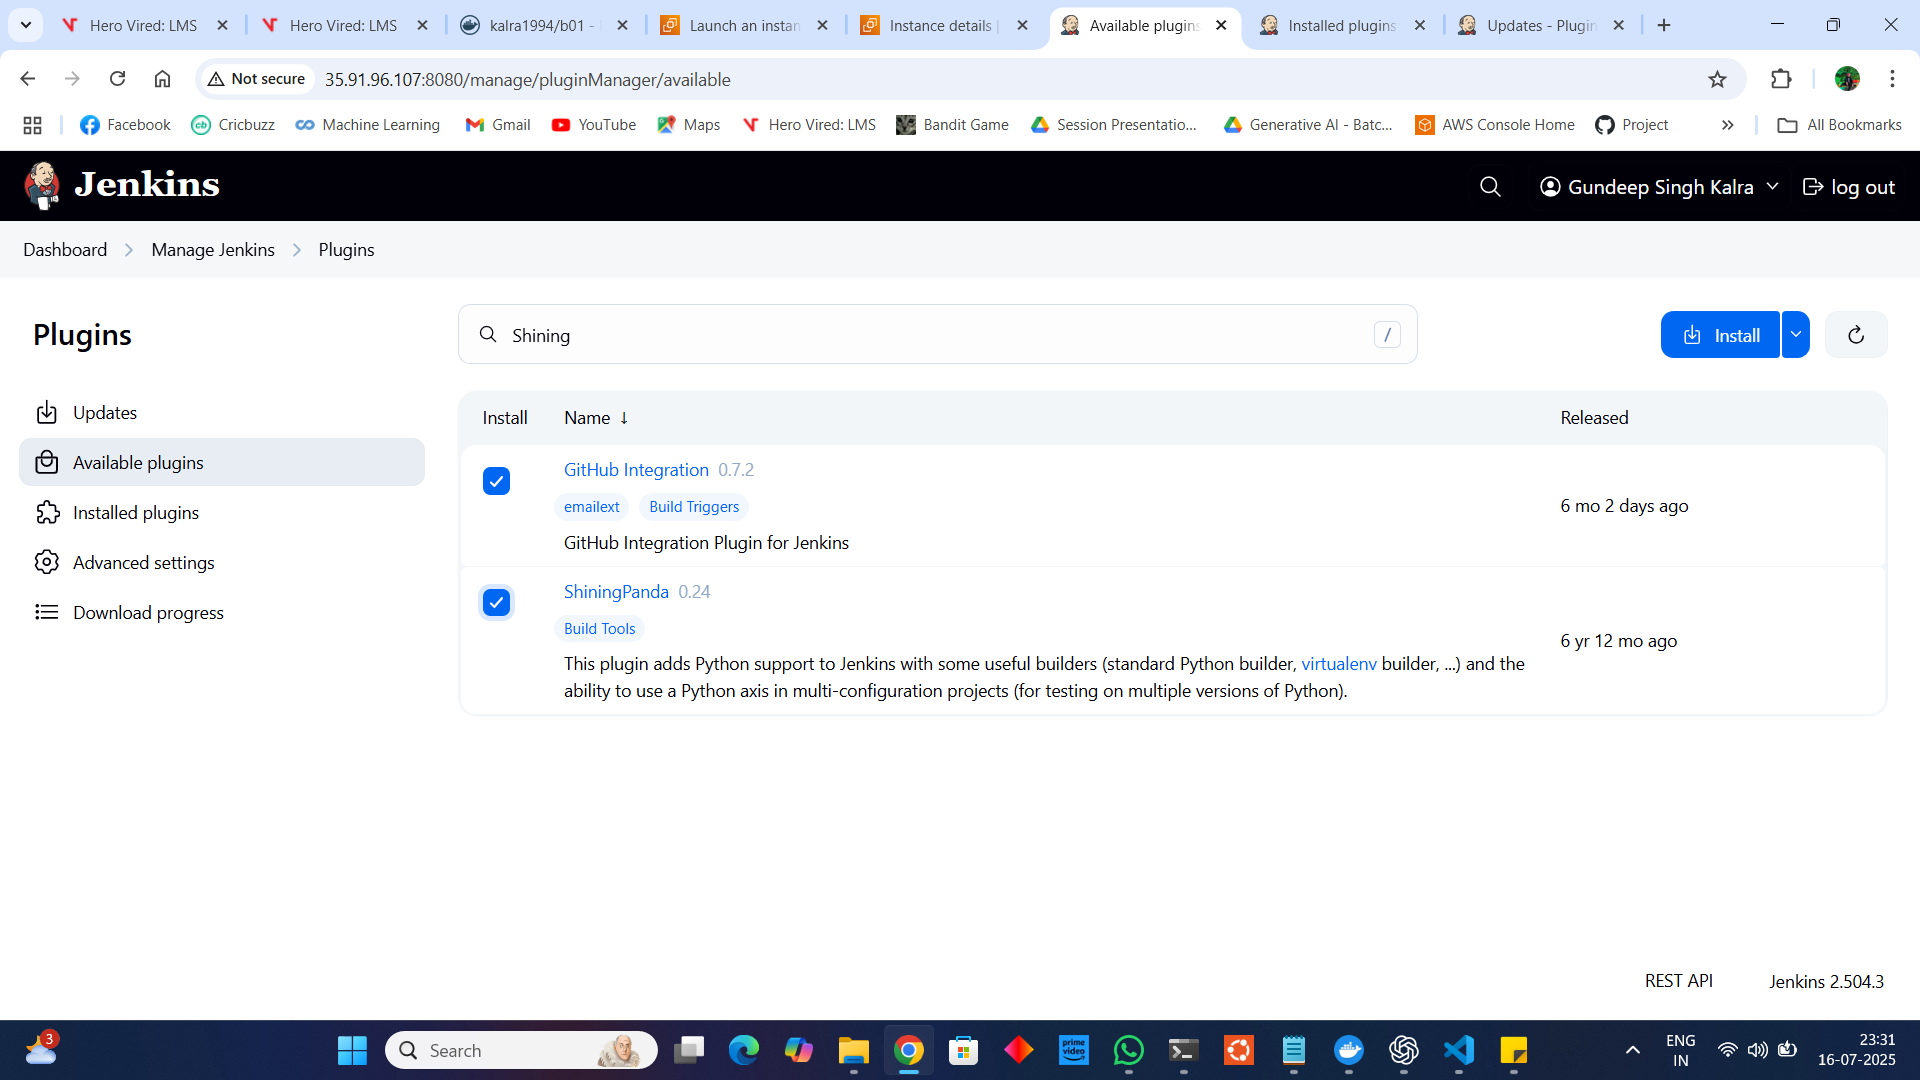 Hero Vired: LMS
Hero Vired: LMS
kalra1994/b01 -
Launch an instan
Instance details |
Available plugins
Installed plugins
Updates - Plugin
Not secure
35.91.96.107:8080/manage/pluginManager/available
Facebook
Cricbuzz
Machine Learning
Gmail
YouTube
Maps
Hero Vired: LMS
Bandit Game
Session Presentatio...
Generative AI - Batc...
AWS Console Home
Project
All Bookmarks
Jenkins
Gundeep Singh Kalra
log out
Dashboard
Manage Jenkins
Plugins
Plugins
Shining
/
Install
Updates
Available plugins
Installed plugins
Advanced settings
Download progress
Install
Name ↓
Released
GitHub Integration 0.7.2
emailext
Build Triggers
GitHub Integration Plugin for Jenkins
6 mo 2 days ago
ShiningPanda 0.24
Build Tools
This plugin adds Python support to Jenkins with some useful builders (standard Python builder, virtualenv builder, ...) and the
ability to use a Python axis in multi-configuration projects (for testing on multiple versions of Python).
6 yr 12 mo ago
REST API
Jenkins 2.504.3
3
Search
prime video
ENG
IN
23:31
16-07-2025